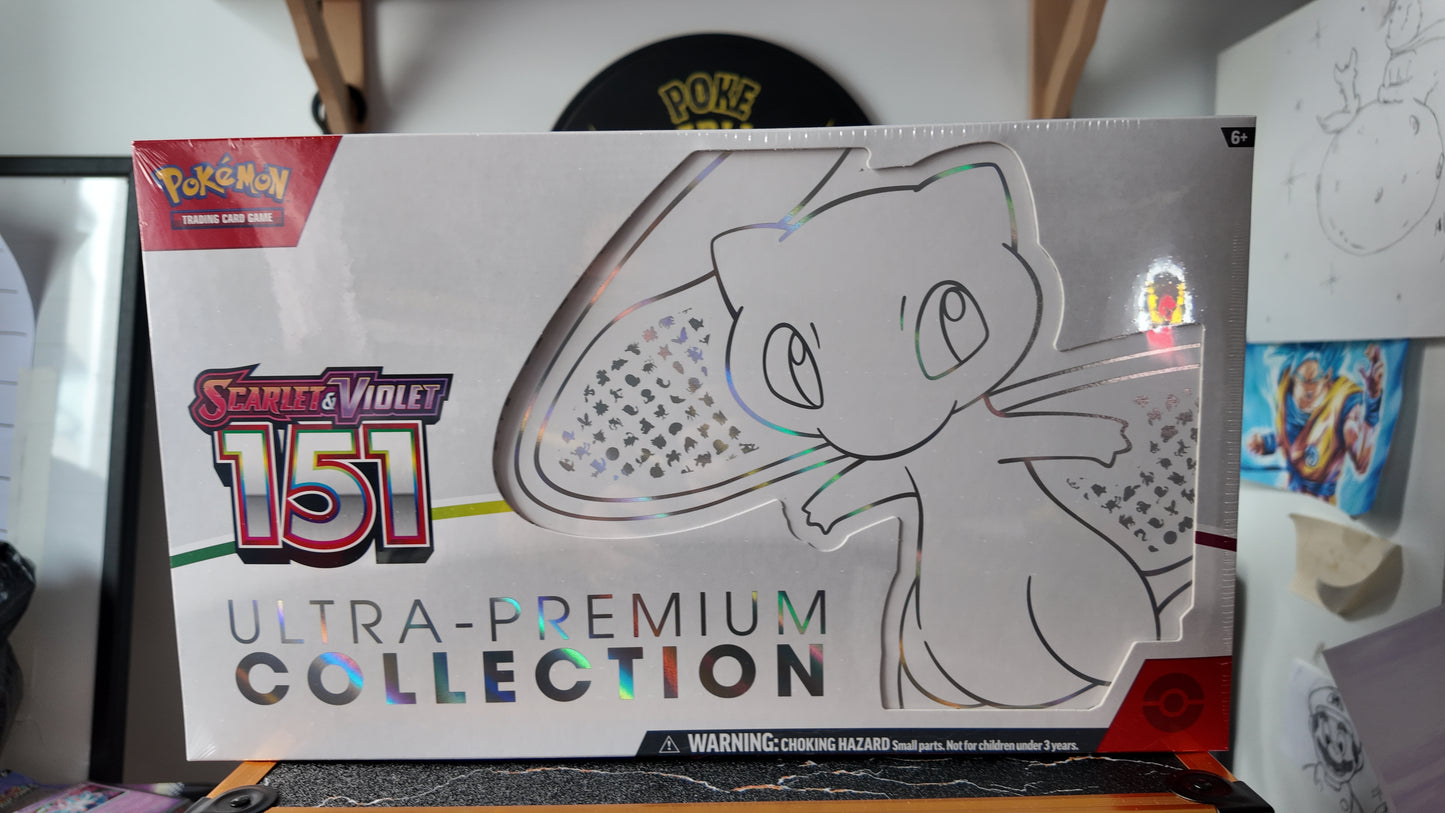 POKE
6+
POKéMON
TRADING CARD GAME
SCARLET & VIOLET
151
ULTRA-PREMIUM
COLLECTION
WARNING: CHOKING HAZARD Small parts. Not for children under 3 years.